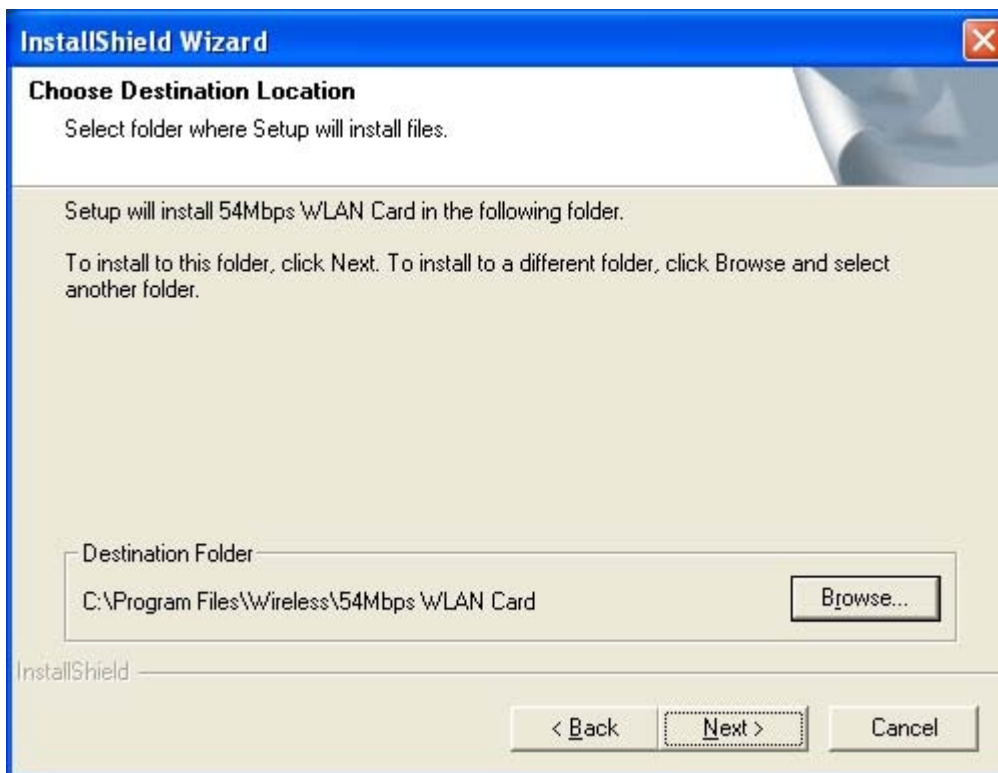 InstallShield Wizard
Choose Destination Location
Select folder where Setup will install files.
Setup will install 54Mbps WLAN Card in the following folder.
To install to this folder, click Next. To install to a different folder, click Browse and select
another folder.
Destination Folder
C:\Program Files\Wireless\54Mbps WLAN Card
Browse...
InstallShield
< Back
Next >
Cancel